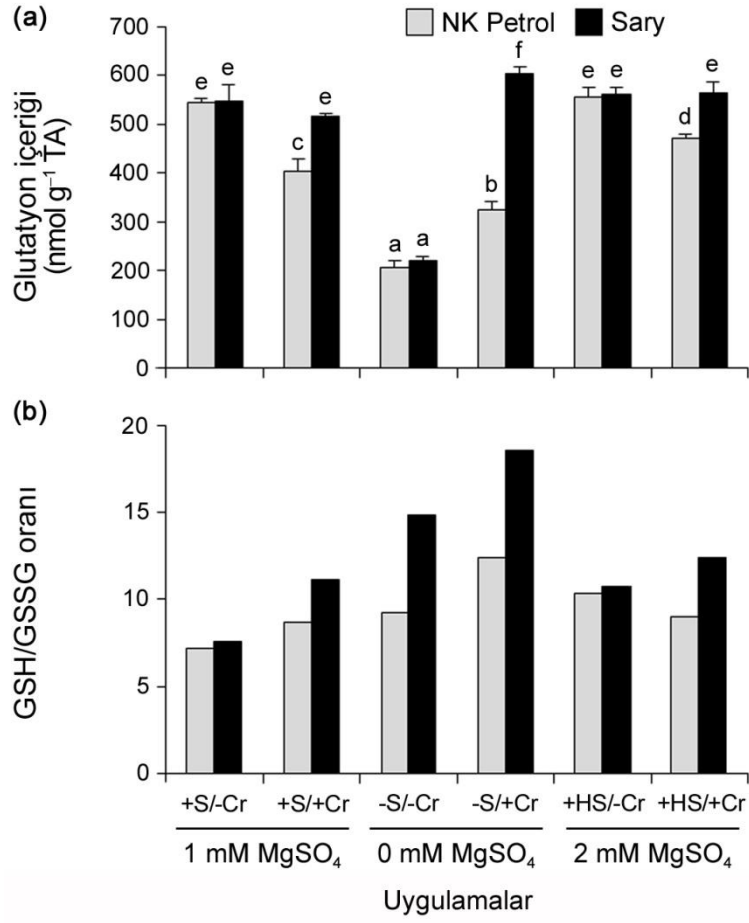 (a)
NK Petrol Sary
Glutatyon içeriği
(nmol g⁻¹ TA)
700
600
500
400
300
200
100
0
e e c e a a b f e e d e
(b)
GSH/GSSG oranı
20
15
10
5
0
+S/-Cr +S/+Cr -S/-Cr -S/+Cr +HS/-Cr +HS/+Cr
1 mM MgSO₄ 0 mM MgSO₄ 2 mM MgSO₄
Uygulamalar